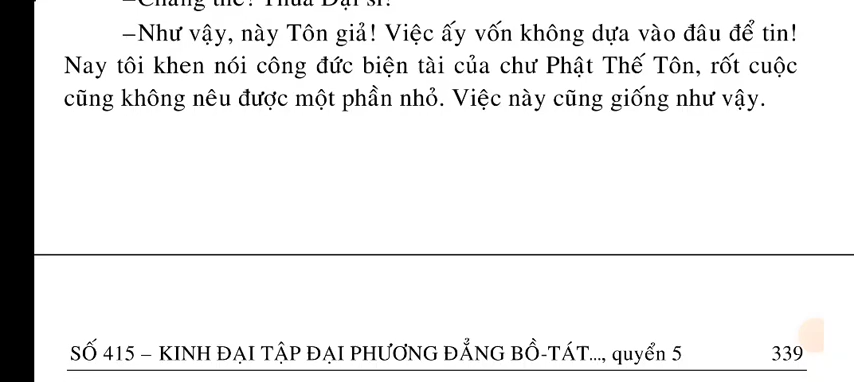 –Như vậy, này Tôn giả! Việc ấy vốn không dựa vào đâu để tin!
Nay tôi khen nói công đức biện tài của chư Phật Thế Tôn, rốt cuộc
cũng không nêu được một phần nhỏ. Việc này cũng giống như vậy.
SỐ 415 – KINH ĐẠI TẬP ĐẠI PHƯƠNG ĐẲNG BỒ-TÁT..., quyển 5 339